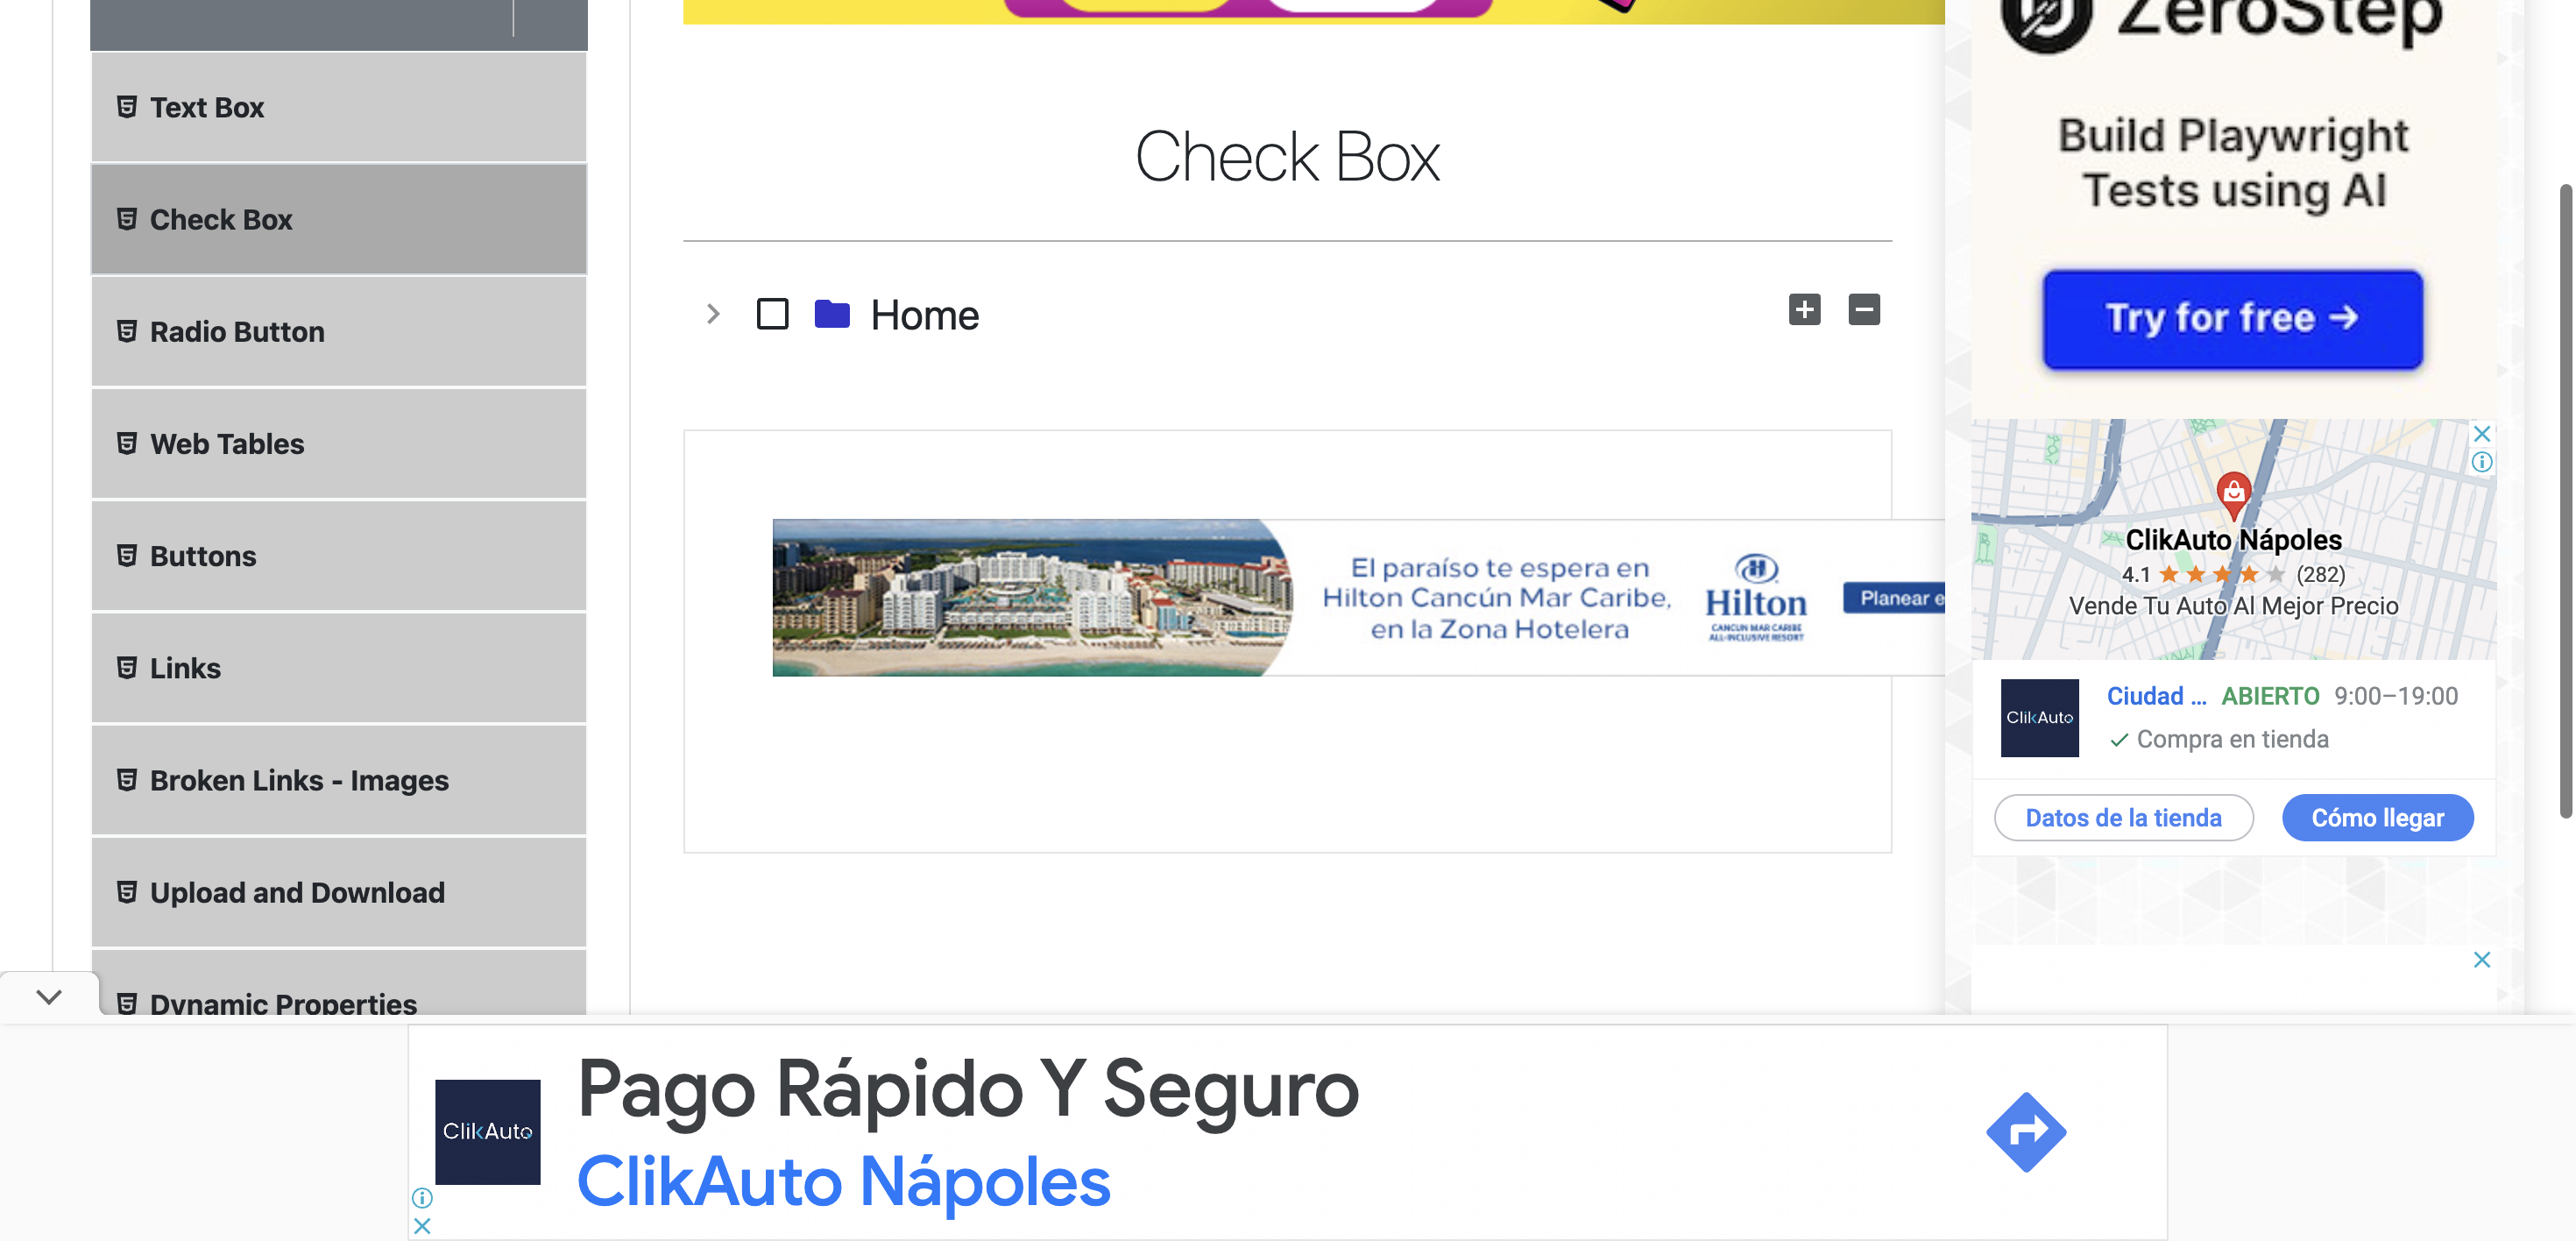 Text Box
Check Box
Radio Button
Web Tables
Buttons
Links
Broken Links - Images
Upload and Download
Dynamic Properties
Check Box
Home
El paraíso te espera en
Hilton Cancún Mar Caribe,
en la Zona Hotelera
Hilton
CANCUN MAR CARIBE
ALL-INCLUSIVE RESORT
Planear e
ZeroStep
Build Playwright
Tests using AI
Try for free →
ClikAuto Nápoles
4.1 (282)
Vende Tu Auto Al Mejor Precio
ClikAuto
Ciudad ... ABIERTO 9:00–19:00
Compra en tienda
Datos de la tienda
Cómo llegar
ClikAuto
Pago Rápido Y Seguro
ClikAuto Nápoles